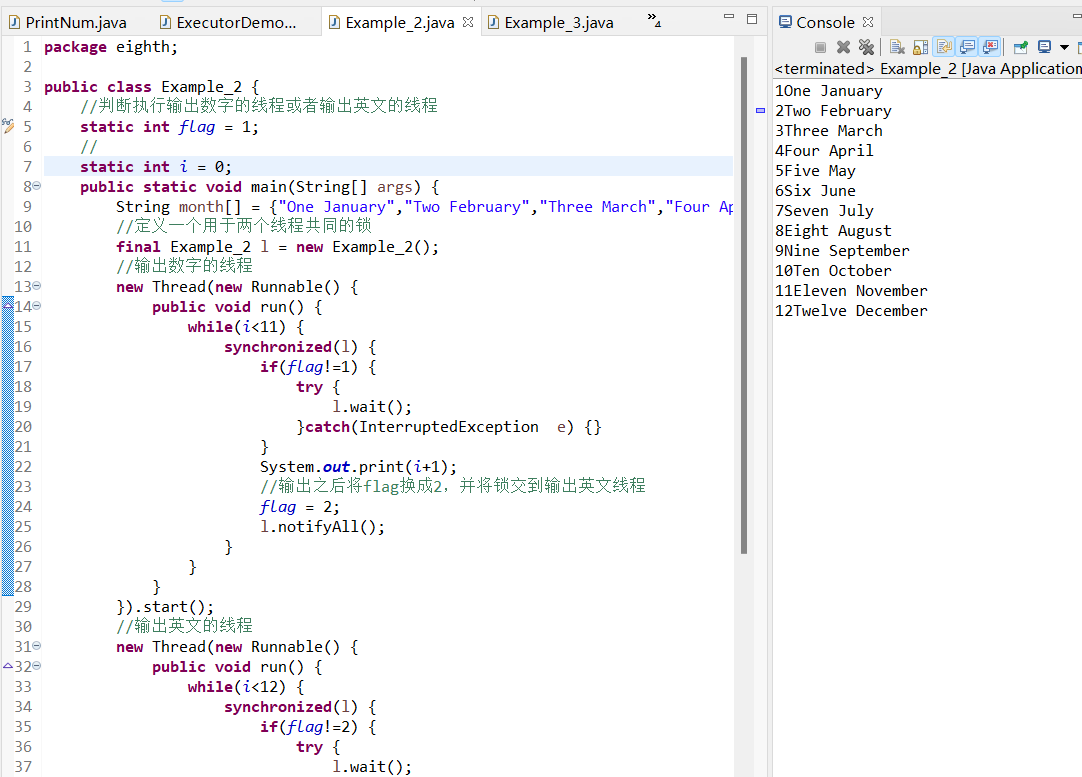 PrintNum.java
ExecutorDemo...
Example_2.java
Example_3.java
»4
Console
<terminated> Example_2 [Java Application
1 package eighth;
2
3 public class Example_2 {
4 //判断执行输出数字的线程或者输出英文的线程
5 static int flag = 1;
6 //
7 static int i = 0;
8 public static void main(String[] args) {
9 String month[] = {"One January","Two February","Three March","Four Ap
10 //定义一个用于两个线程共同的锁
11 final Example_2 l = new Example_2();
12 //输出数字的线程
13 new Thread(new Runnable() {
14 public void run() {
15 while(i<11) {
16 synchronized(l) {
17 if(flag!=1) {
18 try {
19 l.wait();
20 }catch(InterruptedException  e) {}
21 }
22 System.out.print(i+1);
23 //输出之后将flag换成2，并将锁交到输出英文线程
24 flag = 2;
25 l.notifyAll();
26 }
27 }
28 }
29 }).start();
30 //输出英文的线程
31 new Thread(new Runnable() {
32 public void run() {
33 while(i<12) {
34 synchronized(l) {
35 if(flag!=2) {
36 try {
37 l.wait();
1One January
2Two February
3Three March
4Four April
5Five May
6Six June
7Seven July
8Eight August
9Nine September
10Ten October
11Eleven November
12Twelve December